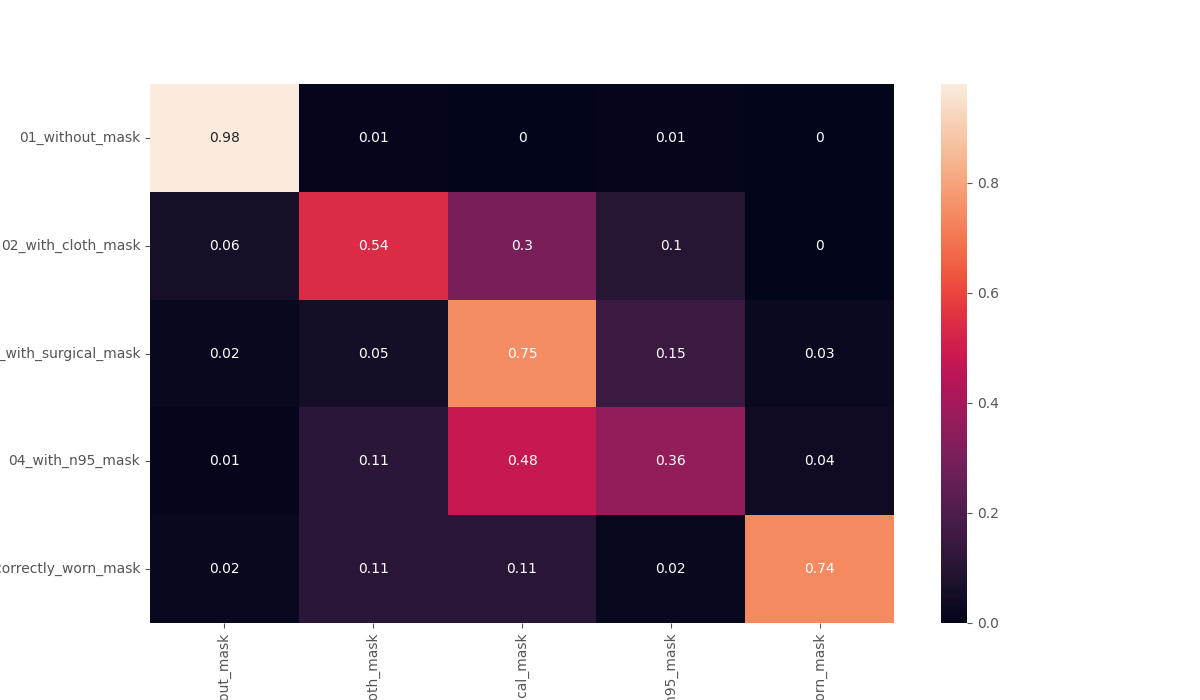 01_without_mask 0.98 0.01 0 0.01 0
0.8
02_with_cloth_mask 0.06 0.54 0.3 0.1 0
0.6
_with_surgical_mask 0.02 0.05 0.75 0.15 0.03
0.4
04_with_n95_mask 0.01 0.11 0.48 0.36 0.04
0.2
correctly_worn_mask 0.02 0.11 0.11 0.02 0.74
0.0
out_mask
oth_mask
cal_mask
n95_mask
orn_mask